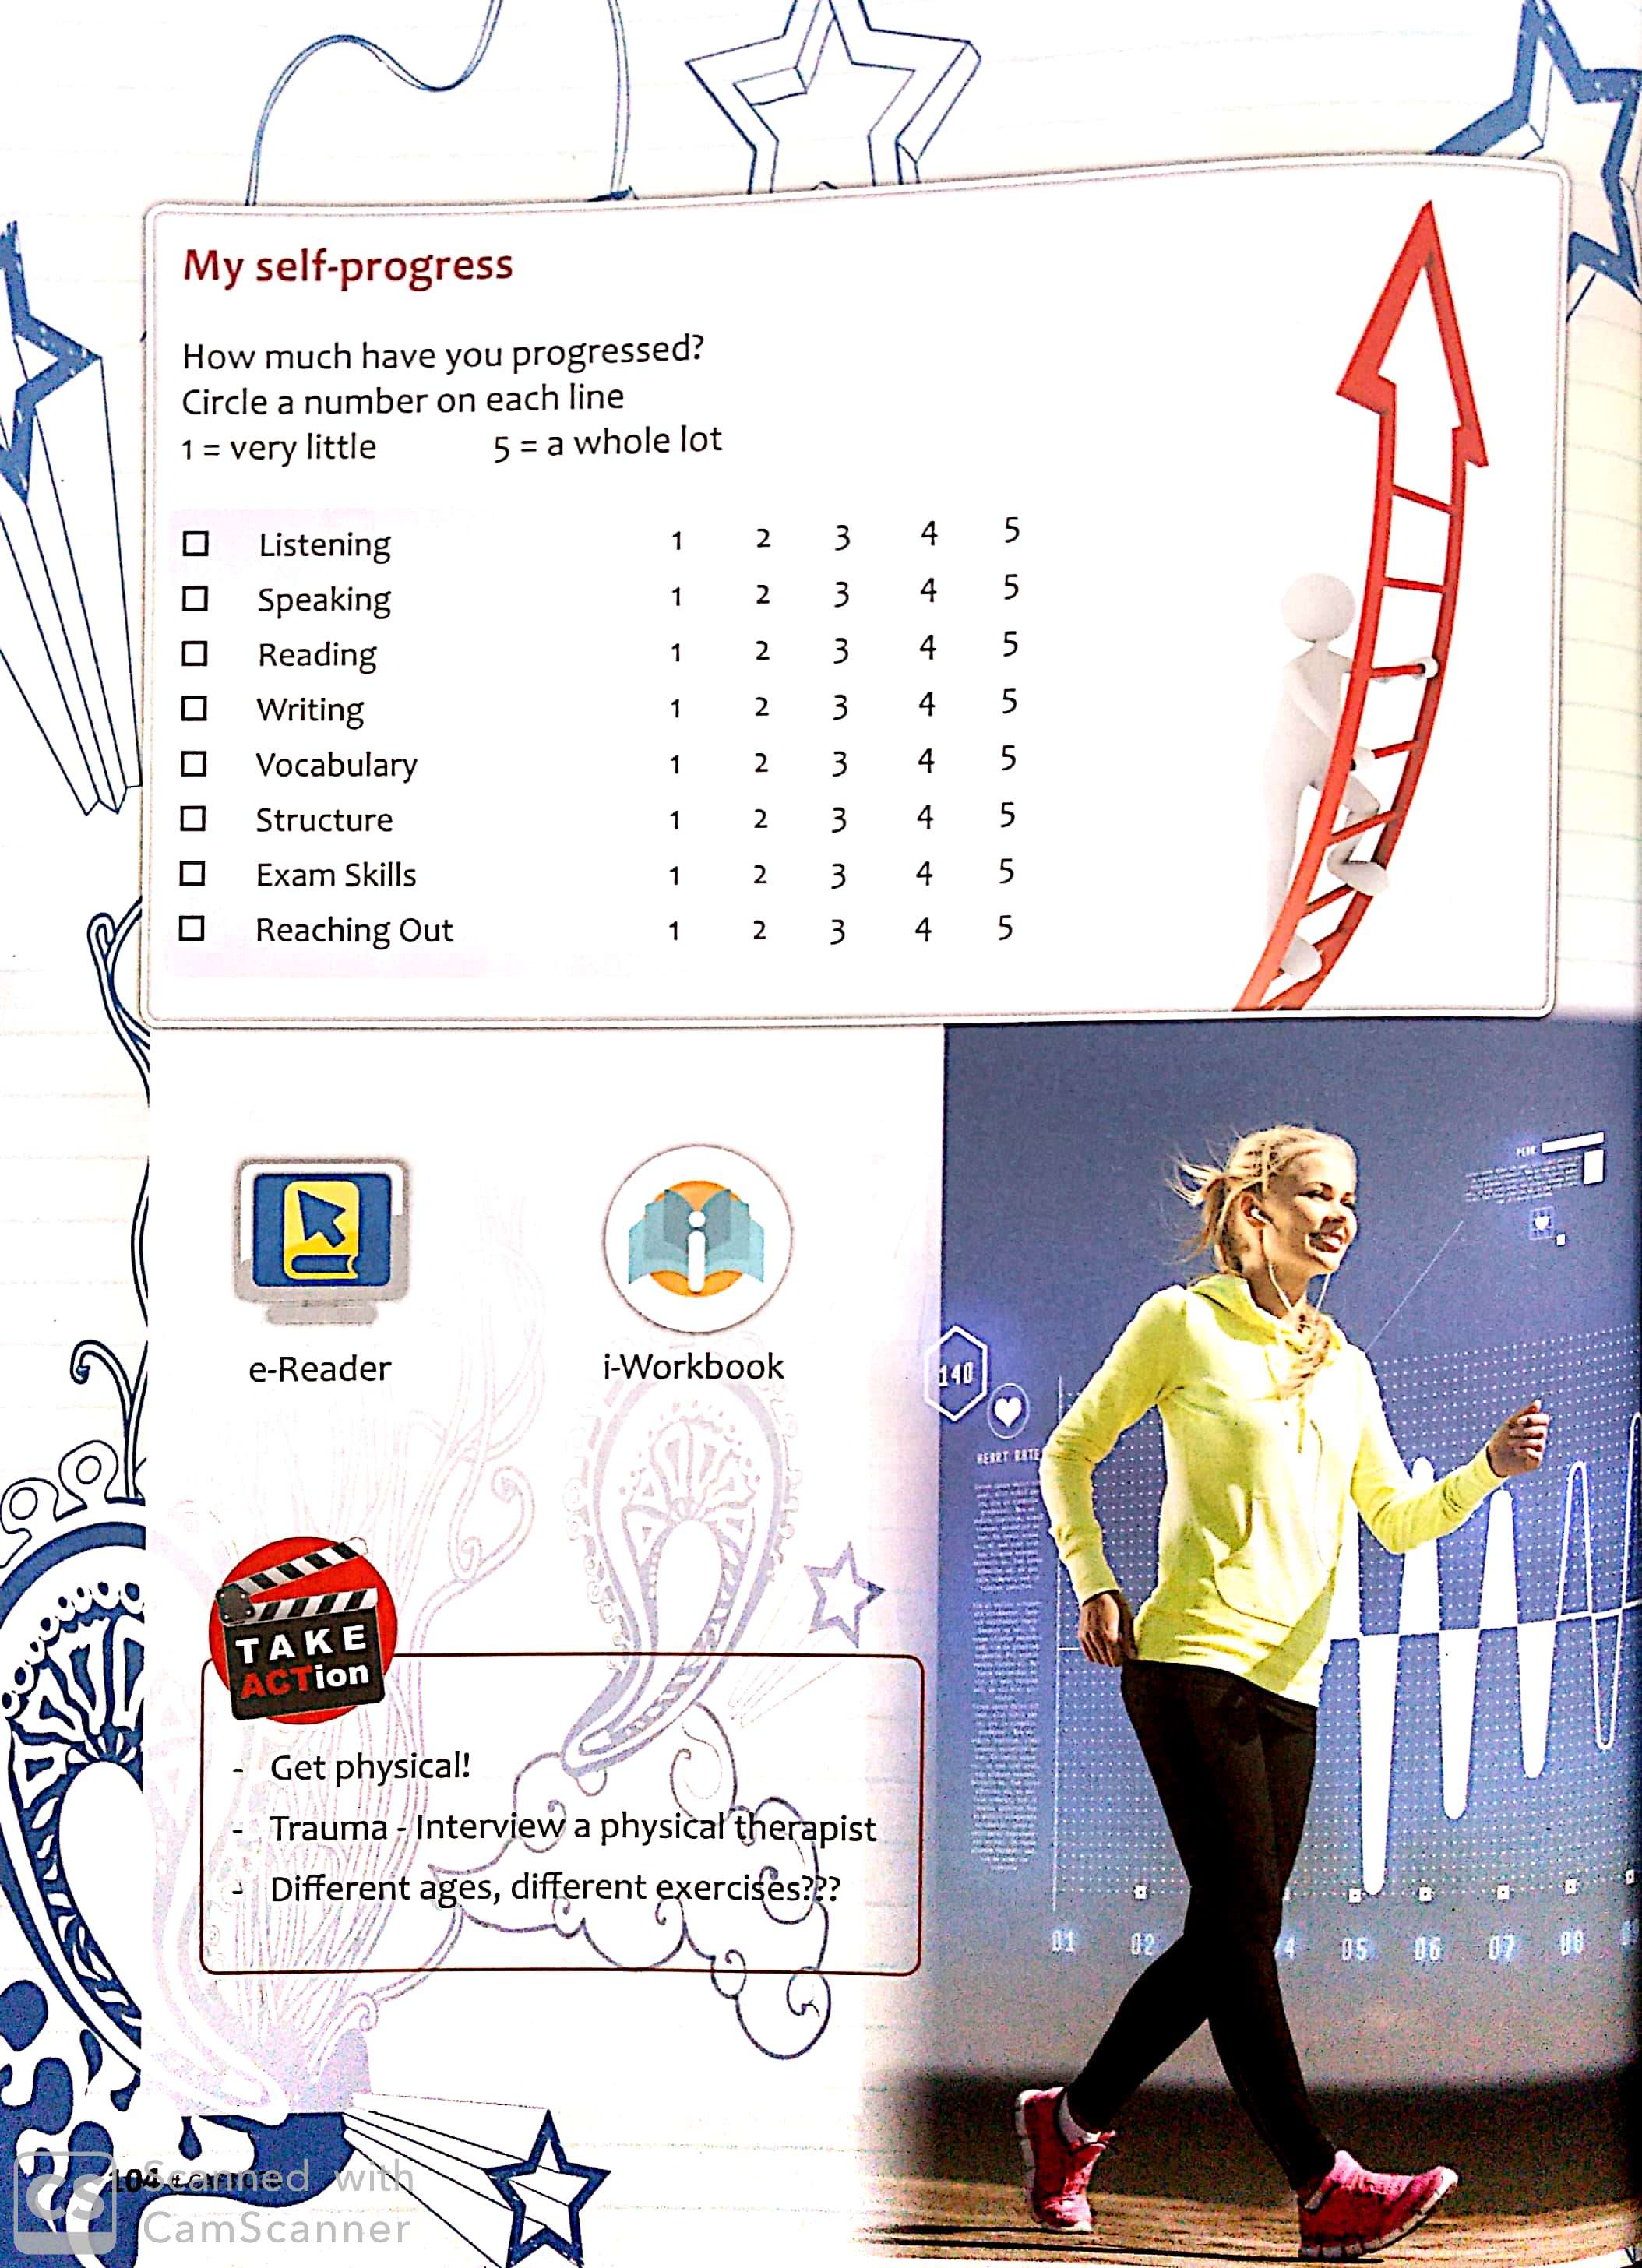 My self-progress
How much have you progressed?
Circle a number on each line
1 = very little 5 = a whole lot
Listening 1 2 3 4 5
Speaking 1 2 3 4 5
Reading 1 2 3 4 5
Writing 1 2 3 4 5
Vocabulary 1 2 3 4 5
Structure 1 2 3 4 5
Exam Skills 1 2 3 4 5
Reaching Out 1 2 3 4 5
e-Reader
i-Workbook
140
HEART RATE
TAKE
ACTion
- Get physical!
- Trauma - Interview a physical therapist
- Different ages, different exercises???
01 02 4 05 06 07 08
104
CS
Scanned with
CamScanner